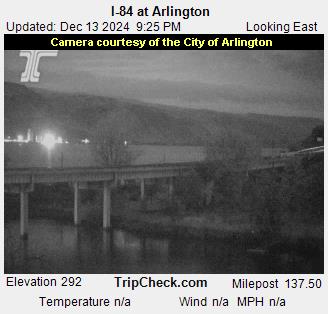 I-84 at Arlington
Updated: Dec 13 2024  9:25 PM Looking East
Camera courtesy of the City of Arlington
Elevation 292 TripCheck.com Milepost 137.50
Temperature n/a Wind n/a MPH n/a